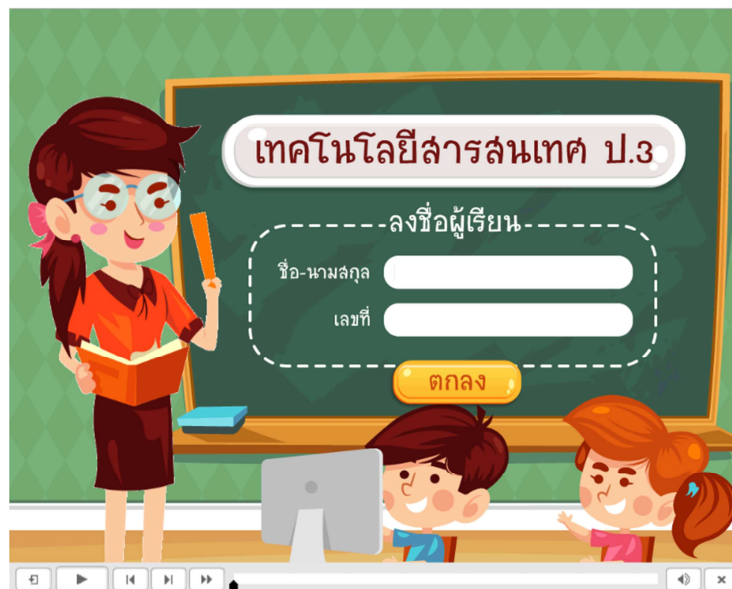 เทคโนโลยีสารสนเทศ ป.3
ลงชื่อผู้เรียน
ชื่อ-นามสกุล
เลขที่
ตกลง